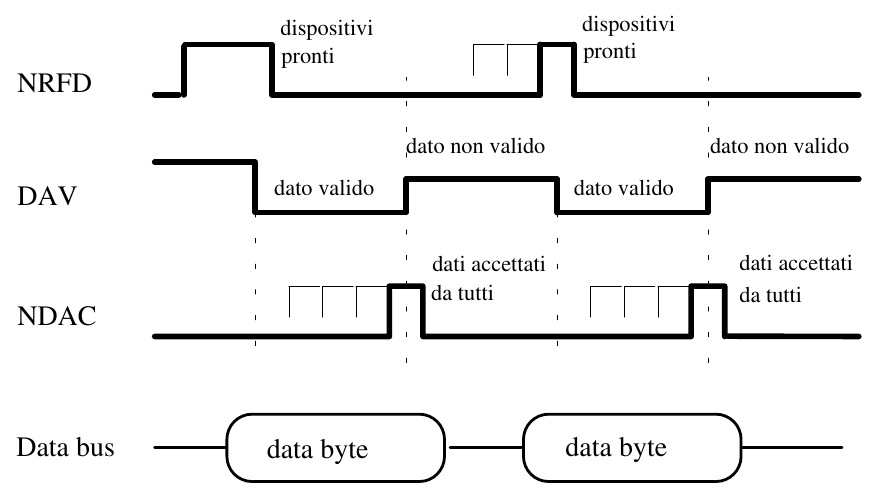 dispositivi
pronti
dispositivi
pronti
NRFD
dato non valido
dato non valido
DAV
dato valido
dato valido
dati accettati
da tutti
dati accettati
da tutti
NDAC
Data bus
data byte
data byte